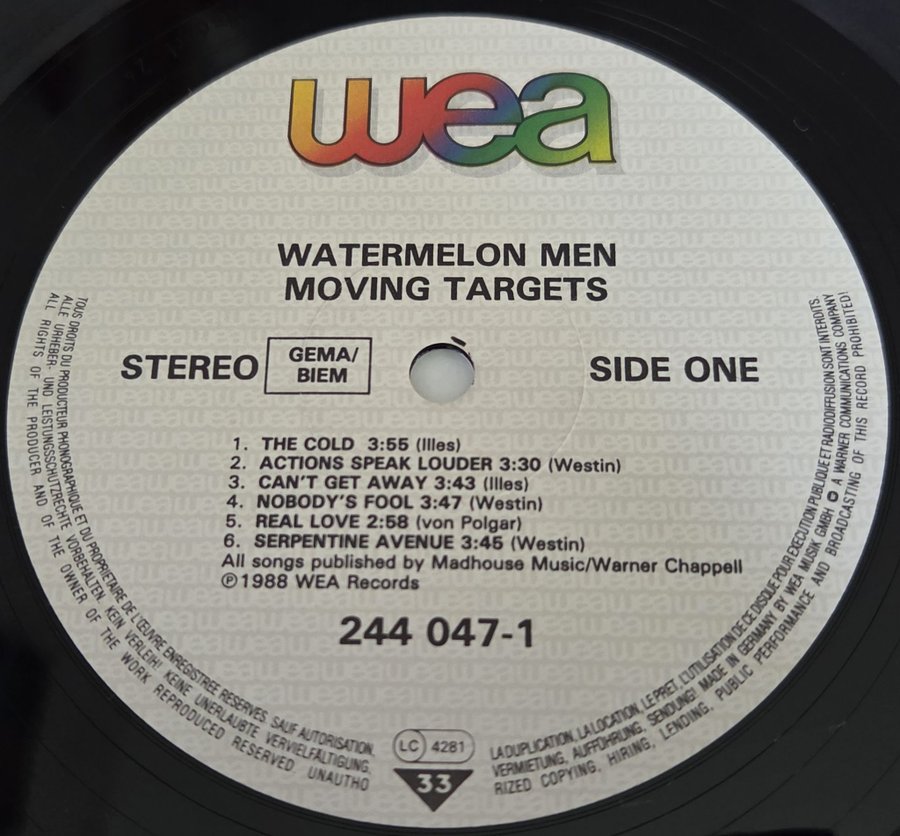 wea
WATERMELON MEN
MOVING TARGETS
STEREO
GEMA/
BIEM
SIDE ONE
1. THE COLD 3:55 (Illes)
2. ACTIONS SPEAK LOUDER 3:30 (Westin)
3. CAN'T GET AWAY 3:43 (Illes)
4. NOBODY'S FOOL 3:47 (Westin)
5. REAL LOVE 2:58 (von Polgar)
6. SERPENTINE AVENUE 3:45 (Westin)
All songs published by Madhouse Music/Warner Chappell
℗1988 WEA Records
244 047-1
LC 4281
33
TOUS DROITS DU PRODUCTEUR PHONOGRAPHIQUE ET DU PROPRIETAIRE DE L'ŒUVRE ENREGISTREE RESERVES. SAUF AUTORISATION, LA DUPLICATION, LA LOCATION, LE PRET, L'UTILISATION DE CE DISQUE POUR EXECUTION PUBLIQUE ET RADIODIFFUSION SONT INTERDITS.
ALLE URHEBER- UND LEISTUNGSSCHUTZRECHTE VORBEHALTEN. KEIN VERLEIH! KEINE UNERLAUBTE VERVIELFÄLTIGUNG, VERMIETUNG, AUFFÜHRUNG, SENDUNG! MADE IN GERMANY BY WEA MUSIK GMBH A WARNER COMMUNICATIONS COMPANY
ALL RIGHTS OF THE PRODUCER AND OF THE OWNER OF THE WORK REPRODUCED RESERVED UNAUTHORIZED COPYING, HIRING, LENDING, PUBLIC PERFORMANCE AND BROADCASTING OF THIS RECORD PROHIBITED!